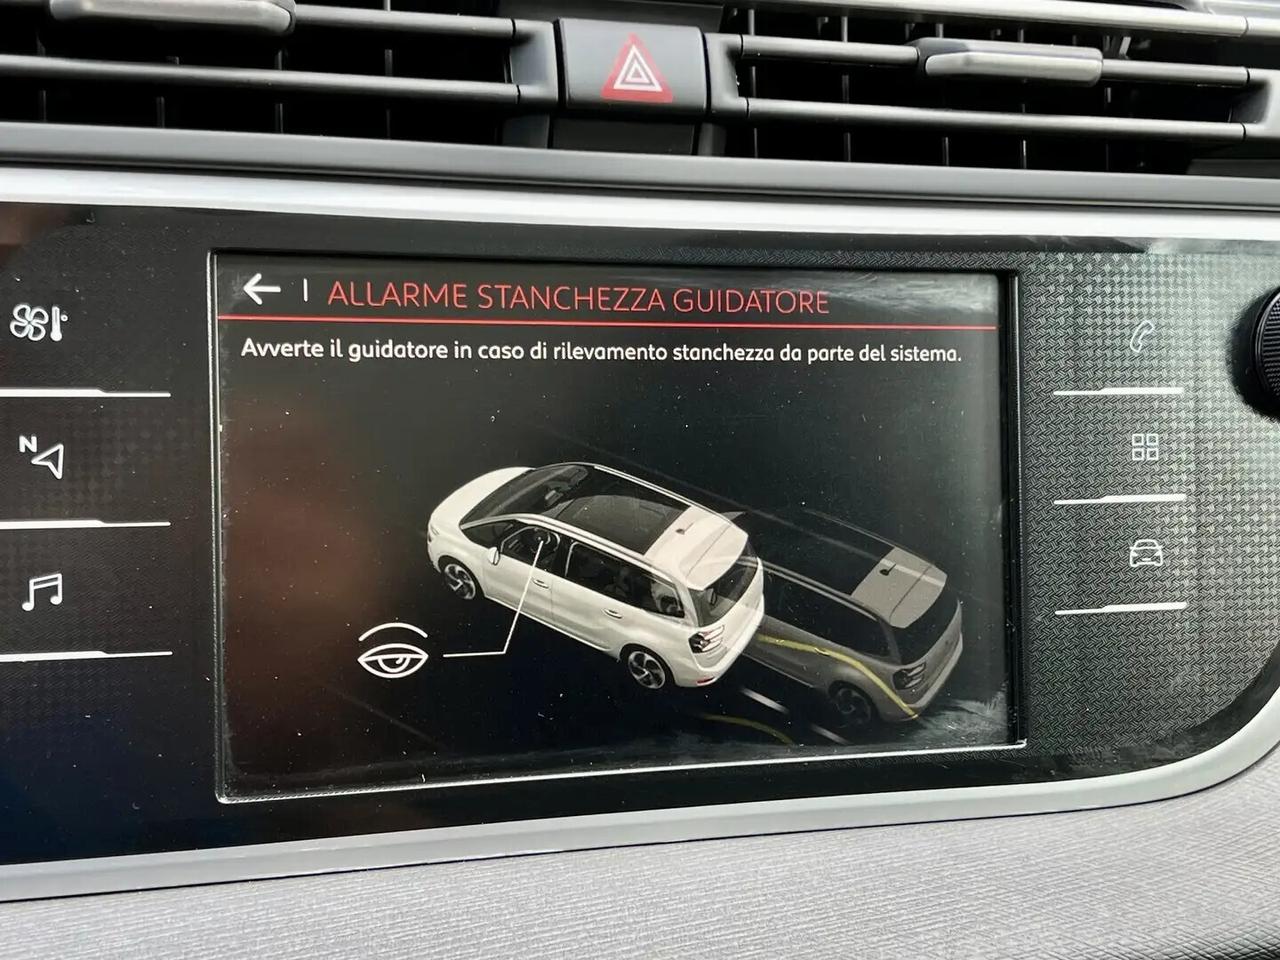 ALLARME STANCHEZZA GUIDATORE
Avverte il guidatore in caso di rilevamento stanchezza da parte del sistema.
N